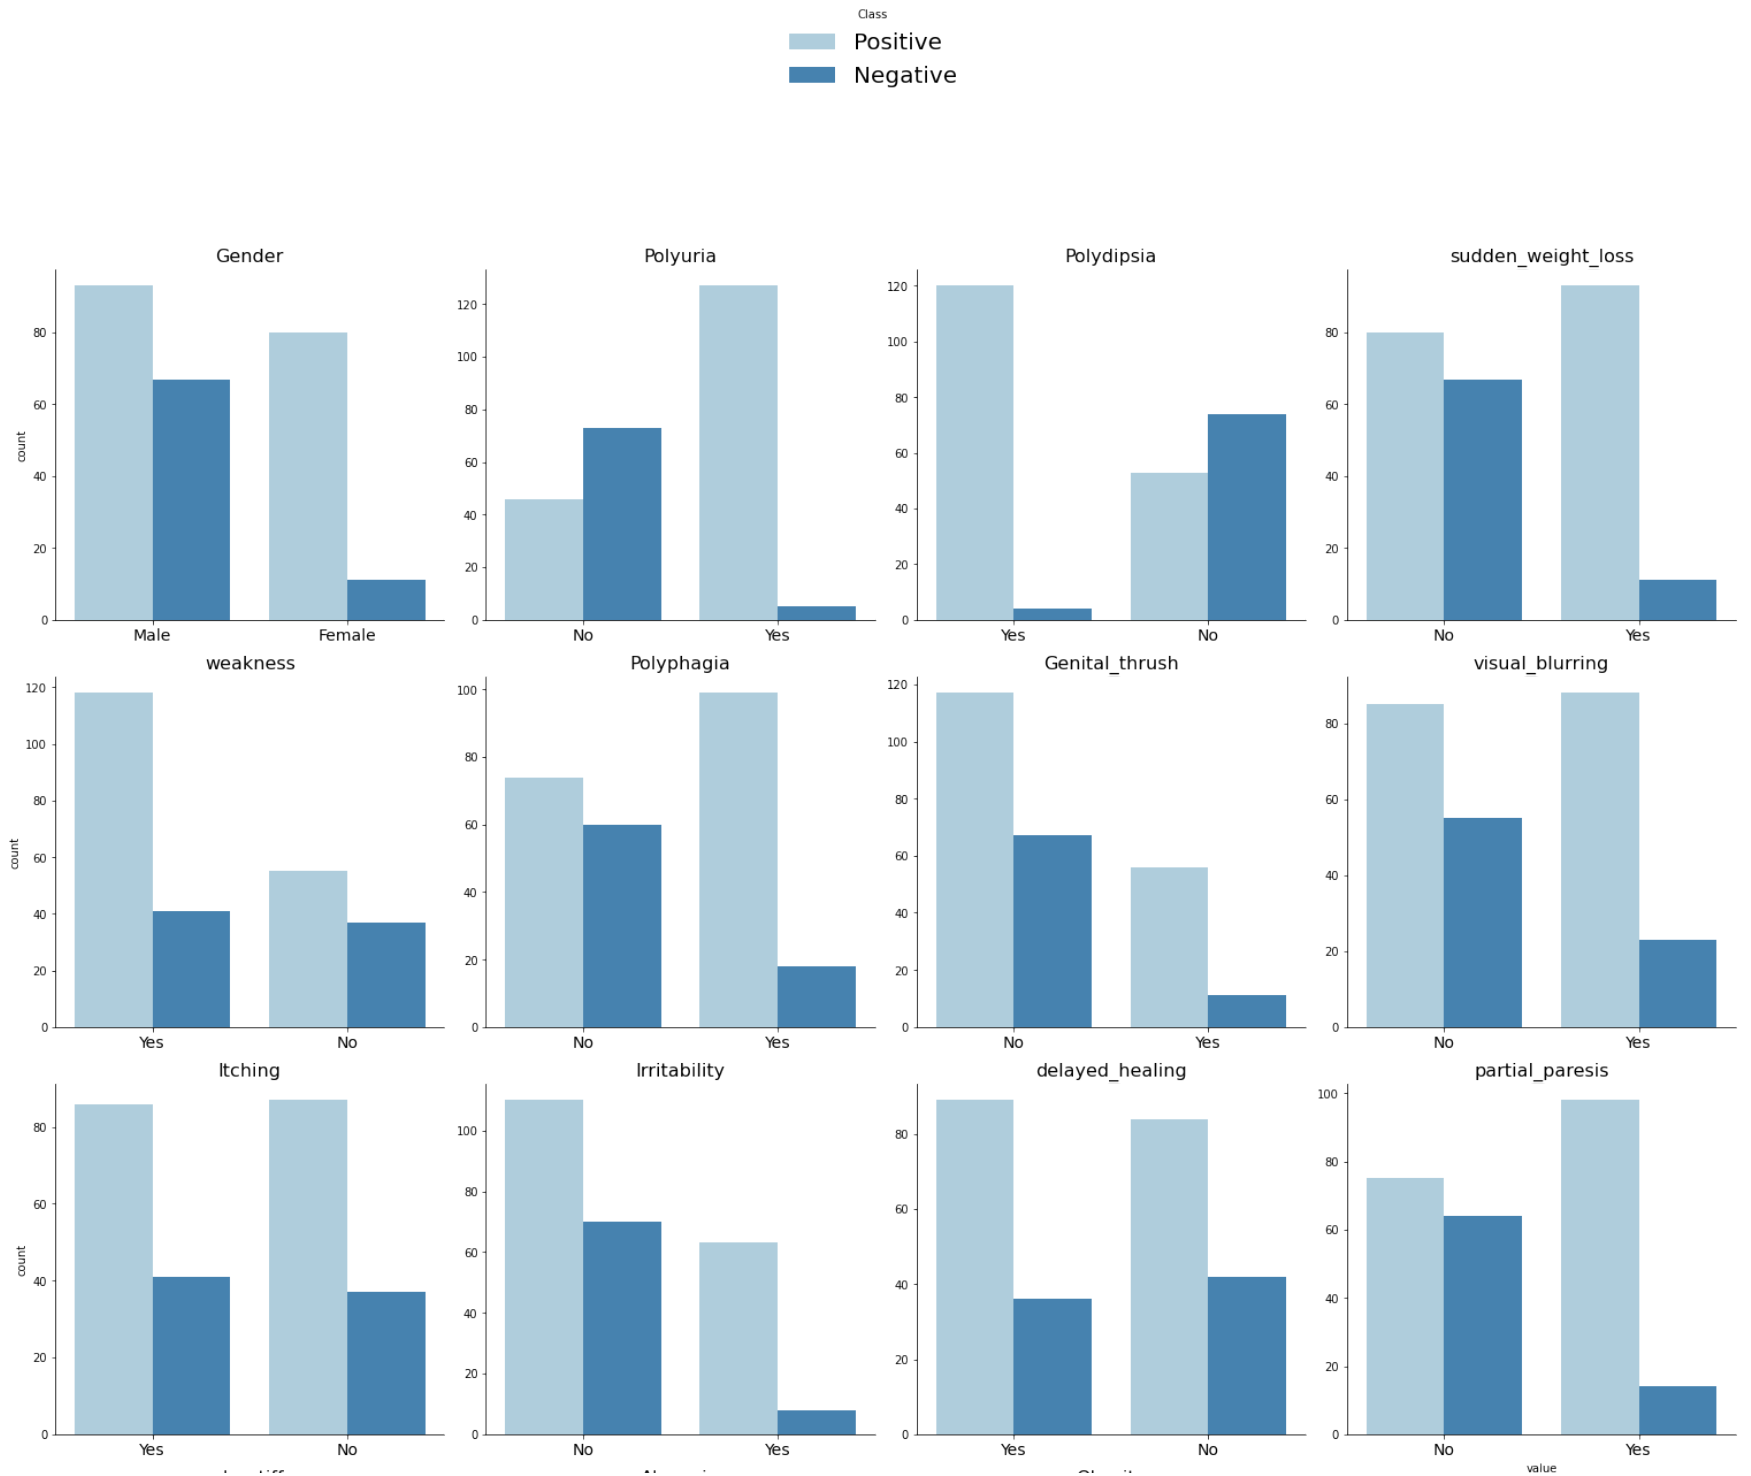 Class
Positive
Negative
Gender
Polyuria
Polydipsia
sudden_weight_loss
count
80
60
40
20
0
Male
Female
120
100
80
60
40
20
0
No
Yes
120
100
80
60
40
20
0
Yes
No
80
60
40
20
0
No
Yes
weakness
Polyphagia
Genital_thrush
visual_blurring
count
120
100
80
60
40
20
0
Yes
No
100
80
60
40
20
0
No
Yes
120
100
80
60
40
20
0
No
Yes
80
60
40
20
0
No
Yes
Itching
Irritability
delayed_healing
partial_paresis
count
80
60
40
20
0
Yes
No
100
80
60
40
20
0
No
Yes
80
60
40
20
0
Yes
No
100
80
60
40
20
0
No
Yes
value